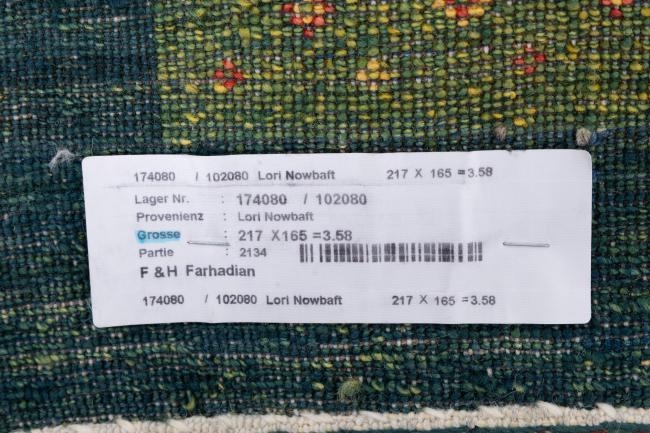 174080 / 102080 Lori Nowbaft 217 X 165 =3.58
Lager Nr. : 174080 / 102080
Provenienz : Lori Nowbaft
Grosse : 217 X165 =3.58
Partie : 2134
F & H Farhadian
174080 / 102080 Lori Nowbaft 217 X 165 =3.58